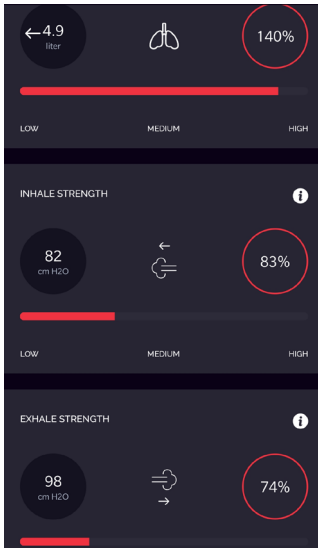 4.9
liter
140%
LOW MEDIUM HIGH
INHALE STRENGTH
82
cm H2O
83%
LOW MEDIUM HIGH
EXHALE STRENGTH
98
cm H2O
74%